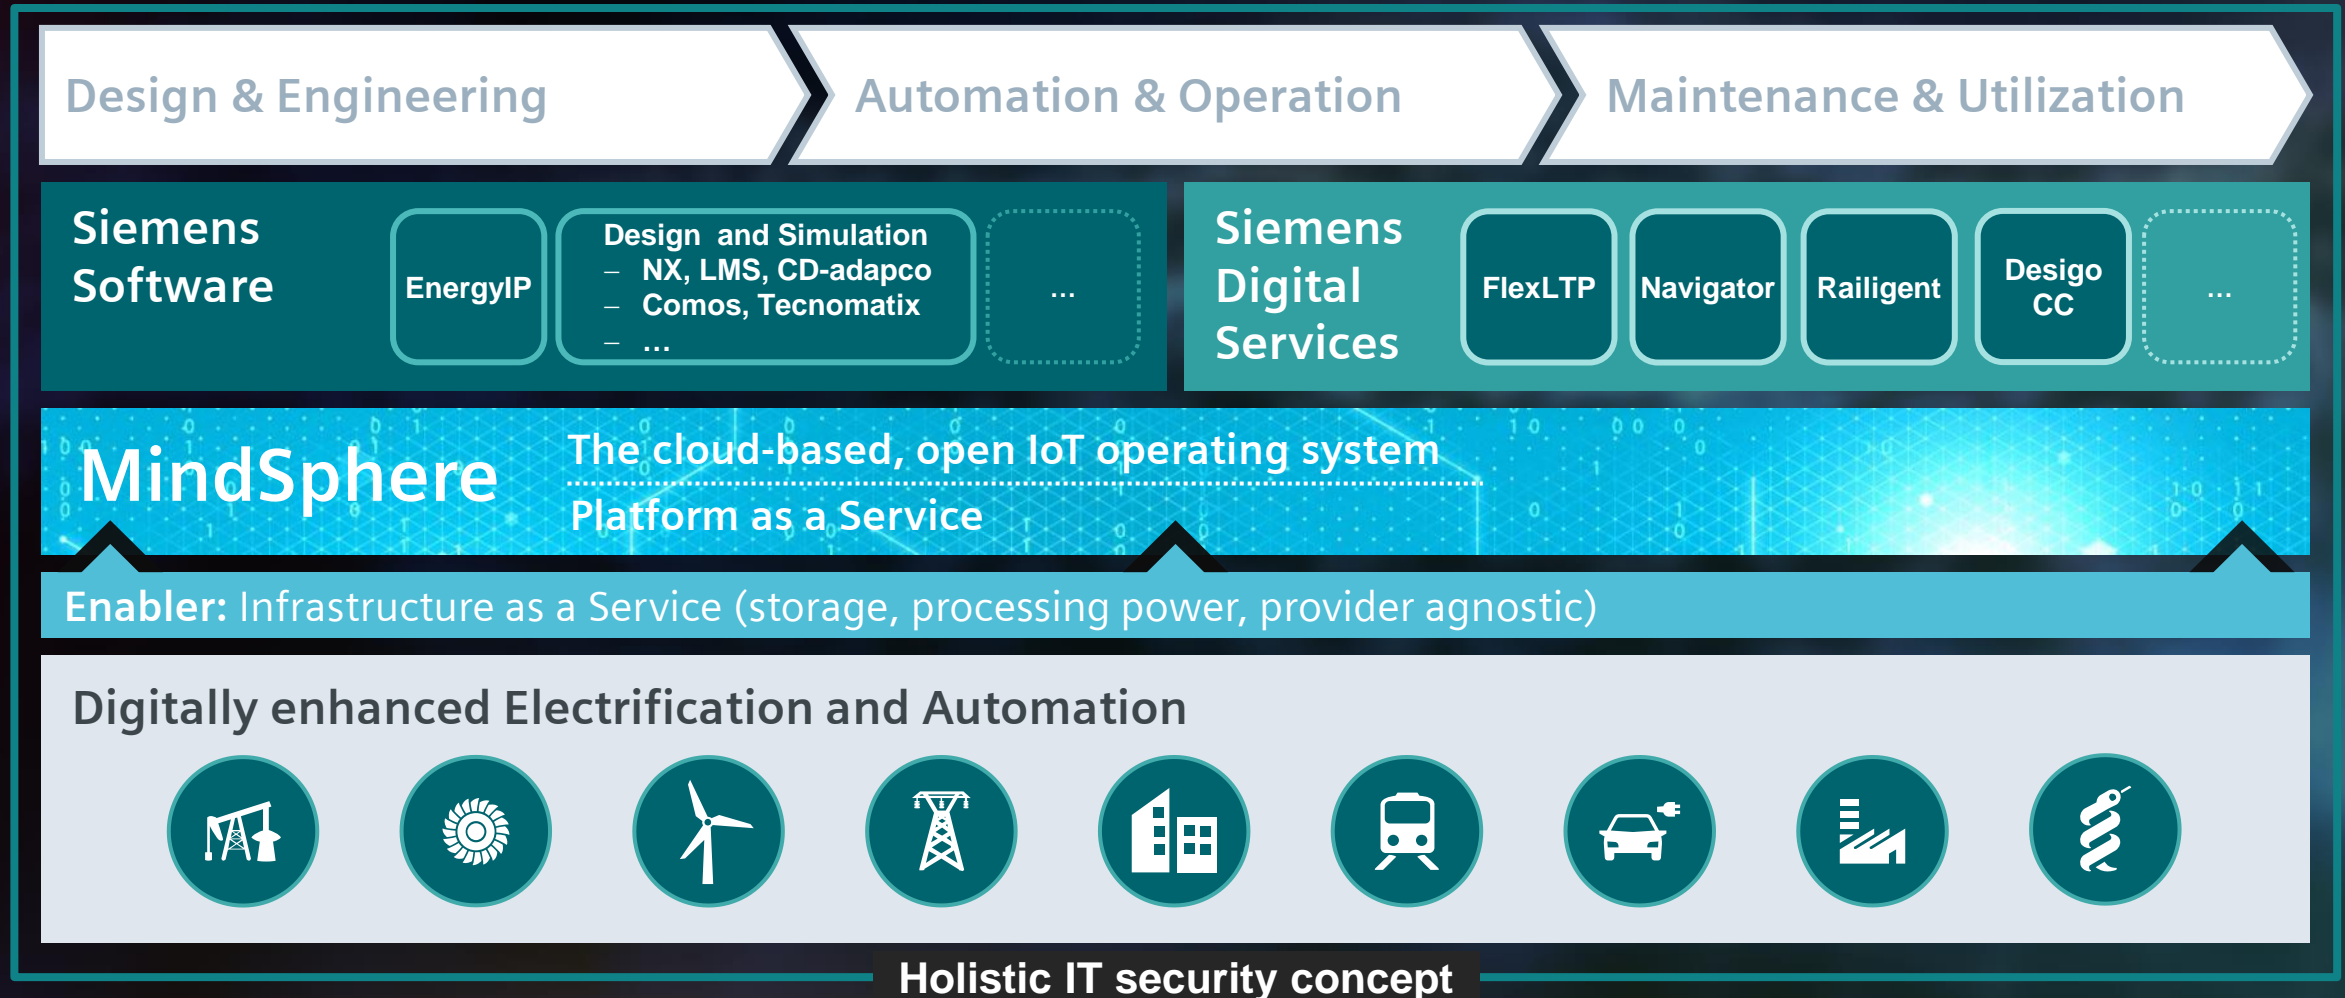 Design & Engineering
Automation & Operation
Maintenance & Utilization
Siemens
Software
EnergyIP
Design and Simulation
– NX, LMS, CD-adapco
– Comos, Tecnomatix
– ...
...
Siemens
Digital
Services
FlexLTP
Navigator
Railigent
Desigo
CC
...
MindSphere
The cloud-based, open IoT operating system
Platform as a Service
Enabler: Infrastructure as a Service (storage, processing power, provider agnostic)
Digitally enhanced Electrification and Automation
Holistic IT security concept